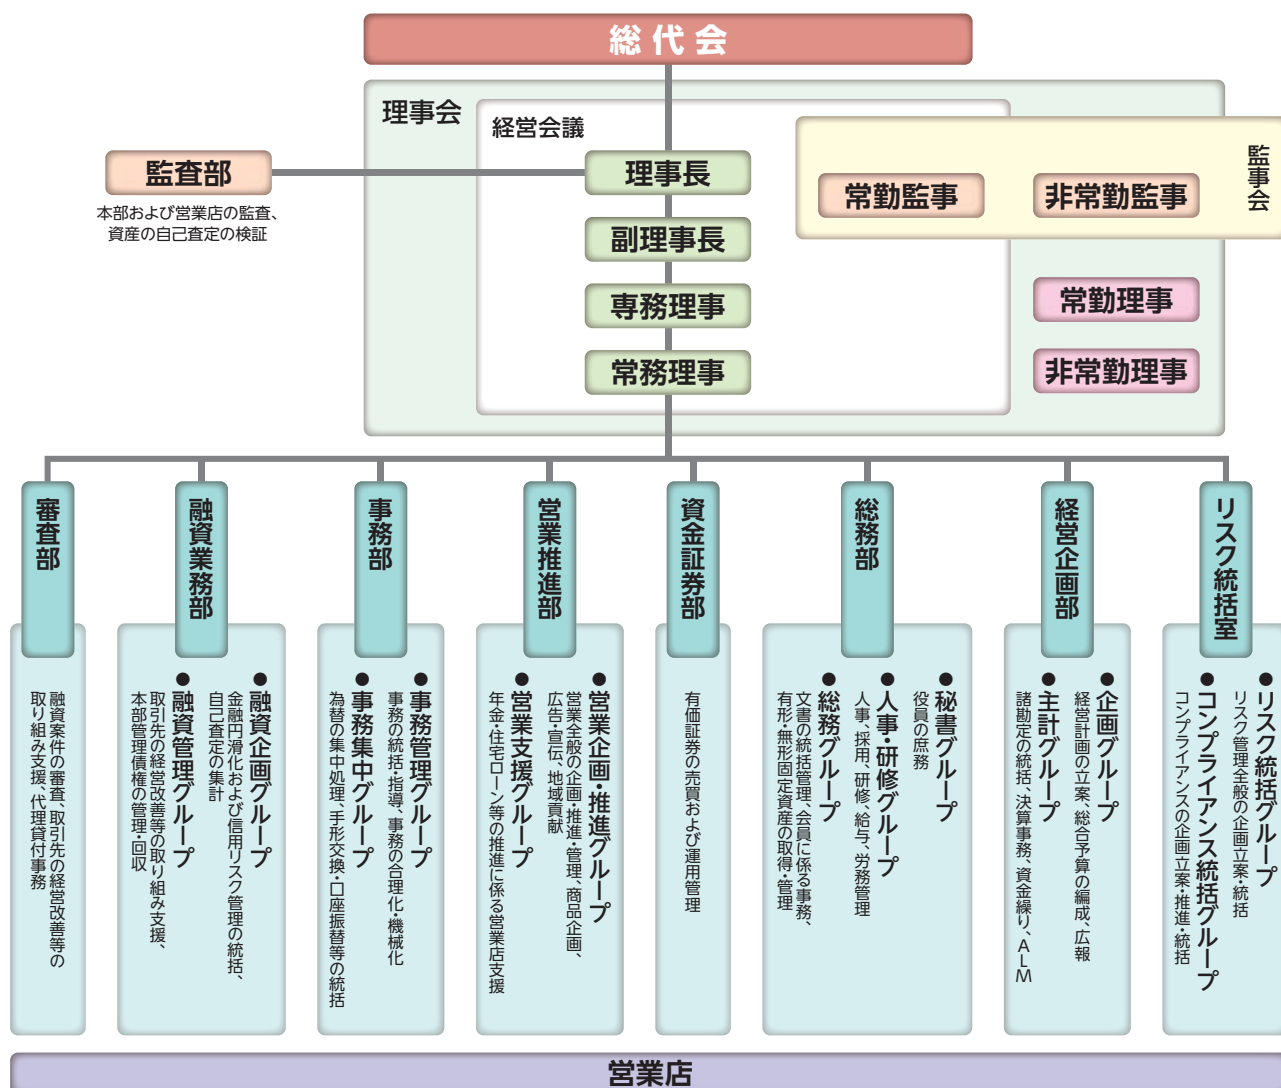 総代会
理事会
経営会議
監事会
監査部
本部および営業店の監査、
資産の自己査定の検証
理事長
副理事長
専務理事
常務理事
常勤監事
非常勤監事
常勤理事
非常勤理事
リスク統括室
●リスク統括グループ
リスク管理全般の企画立案・統括
●コンプライアンス統括グループ
コンプライアンスの企画立案・推進・統括
経営企画部
●企画グループ
経営計画の立案、総合予算の編成、広報
●主計グループ
諸勘定の統括、決算事務、資金繰り、ALM
総務部
●秘書グループ
役員の庶務
●人事・研修グループ
人事、採用、研修、給与、労務管理
●総務グループ
文書の統括管理、会員に係る事務、
有形・無形固定資産の取得・管理
資金証券部
有価証券の売買および運用管理
営業推進部
●営業企画・推進グループ
営業全般の企画・推進・管理、商品企画、
広告・宣伝、地域貢献
●営業支援グループ
年金・住宅ローン等の推進に係る営業店支援
事務部
●事務管理グループ
事務の統括・指導、事務の合理化・機械化
●事務集中グループ
為替の集中処理、手形交換・口座振替等の統括
融資業務部
●融資企画グループ
金融円滑化および信用リスク管理の統括、
自己査定の集計
●融資管理グループ
取引先の経営改善等の取り組み支援、
本部管理債権の管理・回収
審査部
融資案件の審査、取引先の経営改善等の
取り組み支援、代理貸付事務
営業店